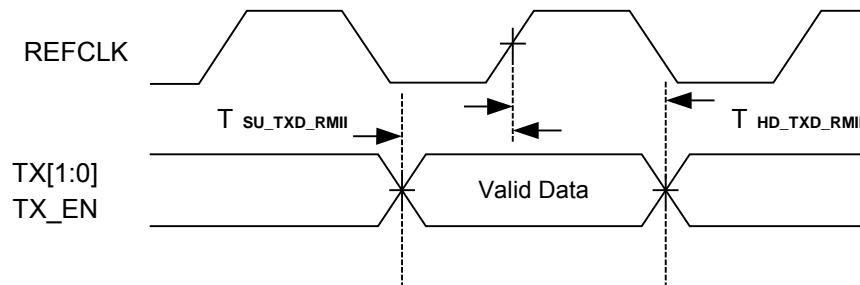 REFCLK
T SU_TXD_RMII
T HD_TXD_RMII
TX[1:0]
TX_EN
Valid Data